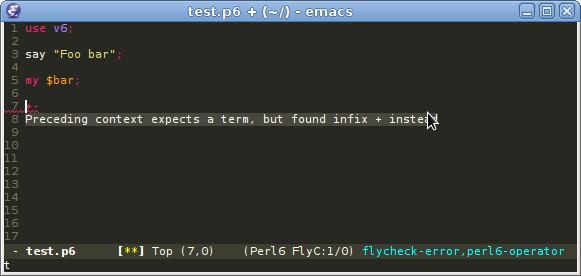 test.p6 + (~/) - emacs
1 use v6;
2
3 say "Foo bar";
4
5 my $bar;
6
7 +-
8 Preceding context expects a term, but found infix + instead
9
10
11
12
13
14
15
16
17
- test.p6 [**] Top (7,0) (Perl6 FlyC:1/0) flycheck-error,perl6-operator
t